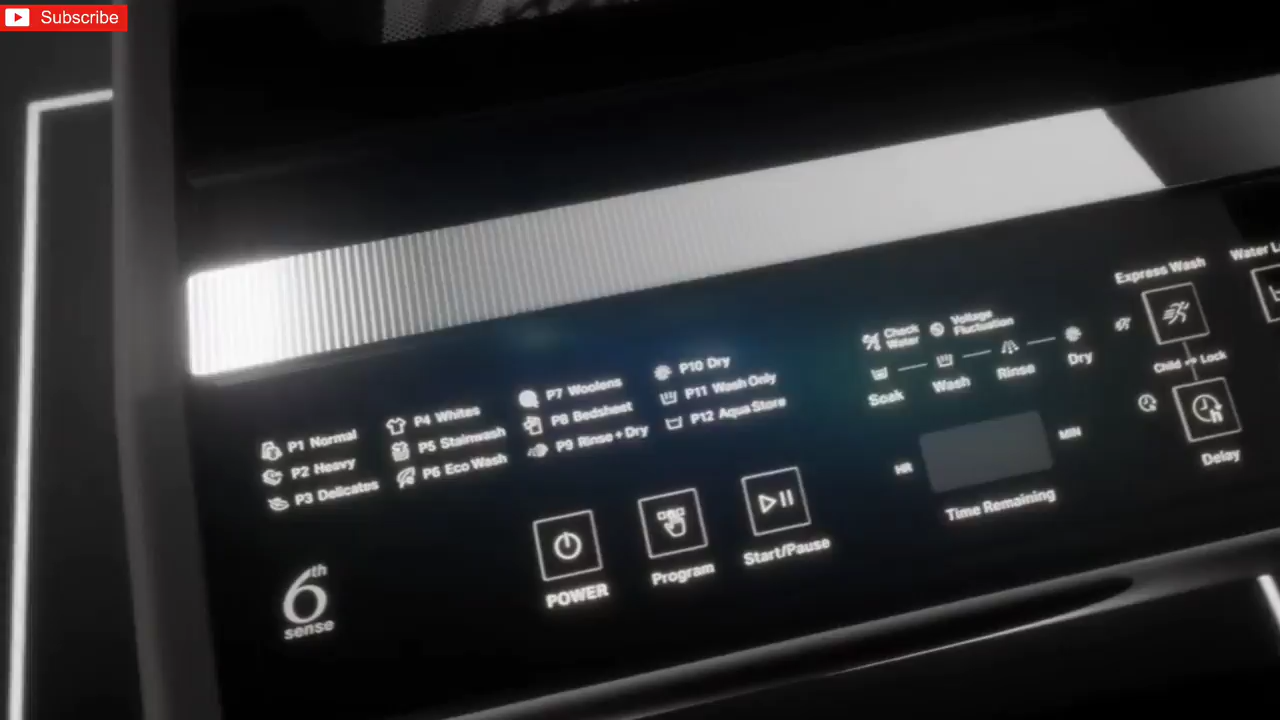 Subscribe
Express Wash
Water
Check Water
Voltage Fluctuation
Child Lock
Soak
Wash
Rinse
Dry
P1 Normal
P2 Heavy
P3 Delicates
P4 Whites
P5 Stainwash
P6 Eco Wash
P7 Woolens
P8 Bedsheet
P9 Rinse+Dry
P10 Dry
P11 Wash Only
P12 Aqua Store
HR
MIN
Time Remaining
Delay
POWER
Program
Start/Pause
6th
sense